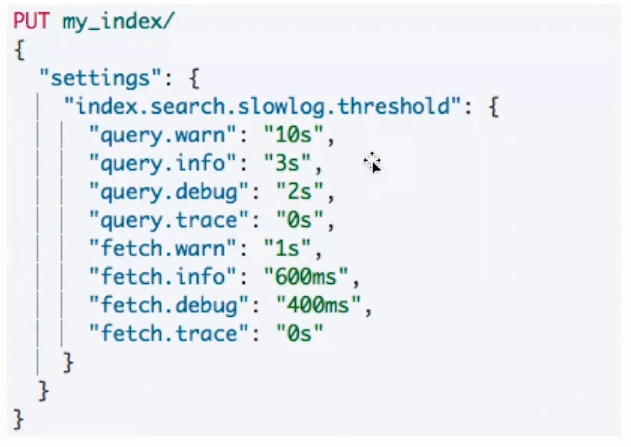 PUT my_index/
{
  "settings": {
    "index.search.slowlog.threshold": {
      "query.warn": "10s",
      "query.info": "3s",
      "query.debug": "2s",
      "query.trace": "0s",
      "fetch.warn": "1s",
      "fetch.info": "600ms",
      "fetch.debug": "400ms",
      "fetch.trace": "0s"
    }
  }
}